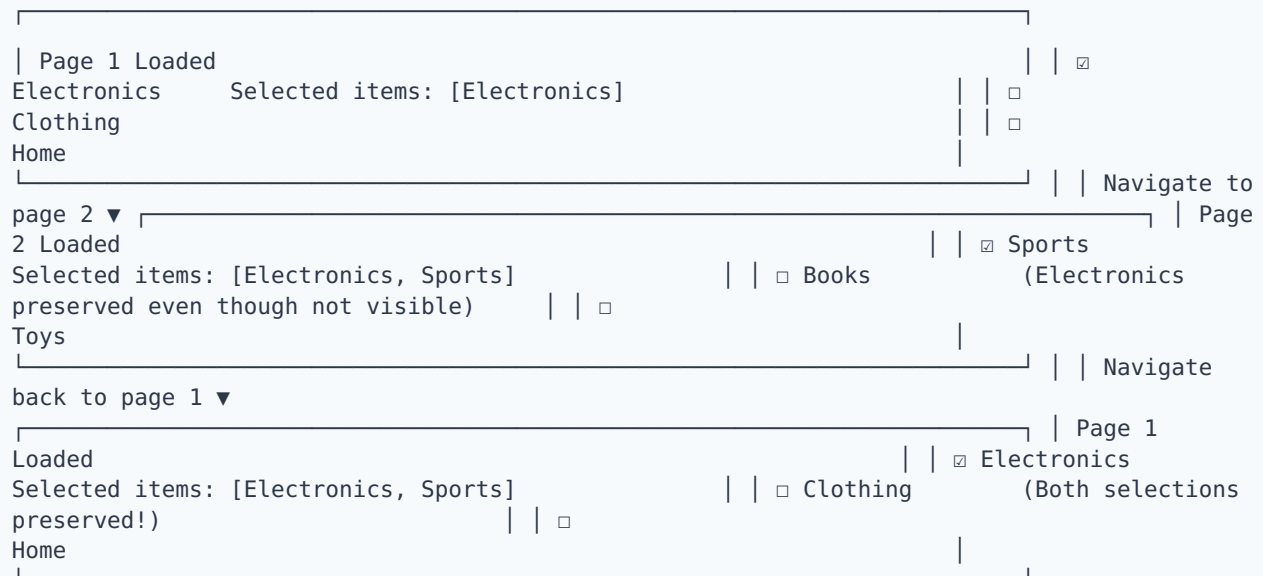 ┌──────────────────────────────────────────────────────────────────────────┐
│ Page 1 Loaded │ │ ☑
Electronics Selected items: [Electronics] │ │ ☐
Clothing │ │ ☐
Home │
└──────────────────────────────────────────────────────────────────────────┘ │ │ Navigate to
page 2 ▼ ┌──────────────────────────────────────────────────────────────────────────┐ │ Page
2 Loaded │ │ ☑ Sports
Selected items: [Electronics, Sports] │ │ ☐ Books (Electronics
preserved even though not visible) │ │ ☐
Toys │
└──────────────────────────────────────────────────────────────────────────┘ │ │ Navigate
back to page 1 ▼
┌──────────────────────────────────────────────────────────────────────────┐ │ Page 1
Loaded │ │ ☑ Electronics
Selected items: [Electronics, Sports] │ │ ☐ Clothing (Both selections
preserved!) │ │ ☐
Home │